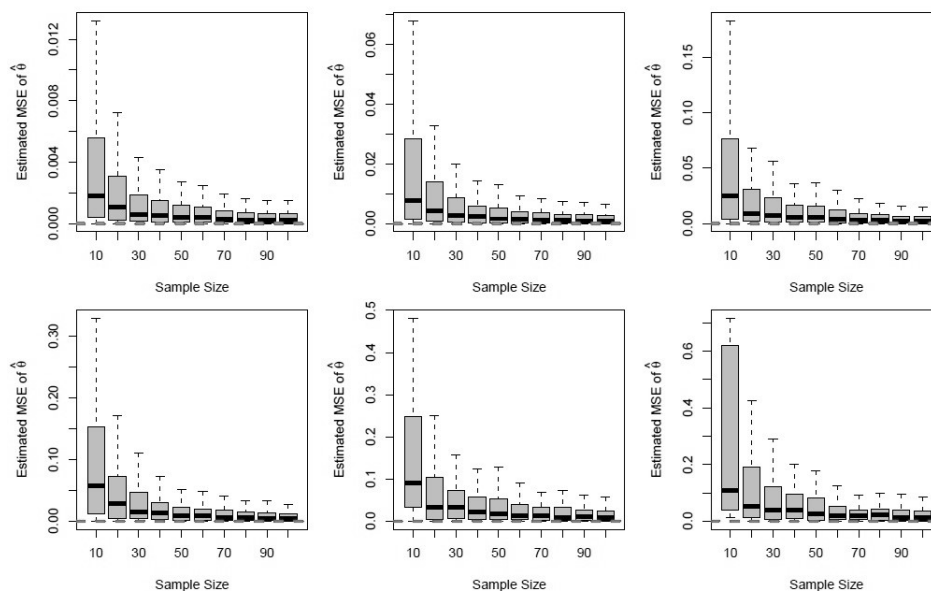 Estimated MSE of θ̂
0.000 0.004 0.008 0.012
10 30 50 70 90
Sample Size
Estimated MSE of θ̂
0.00 0.02 0.04 0.06
10 30 50 70 90
Sample Size
Estimated MSE of θ̂
0.00 0.05 0.10 0.15
10 30 50 70 90
Sample Size
Estimated MSE of θ̂
0.00 0.10 0.20 0.30
10 30 50 70 90
Sample Size
Estimated MSE of θ̂
0.0 0.1 0.2 0.3 0.4 0.5
10 30 50 70 90
Sample Size
Estimated MSE of θ̂
0.0 0.2 0.4 0.6
10 30 50 70 90
Sample Size